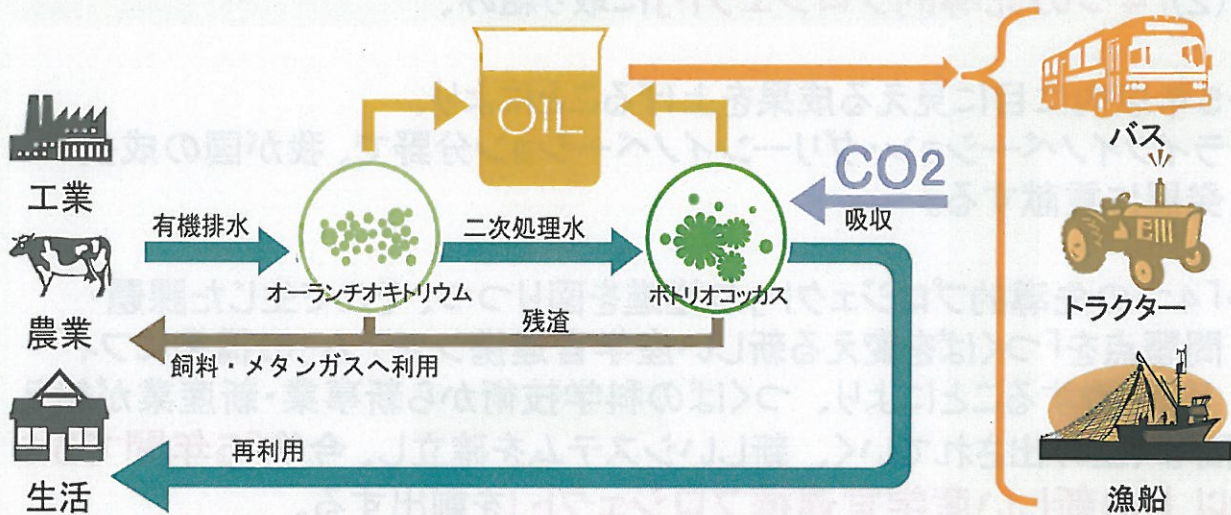 OIL
バス
工業
CO2
吸収
有機排水
二次処理水
オーランチオキトリウム
ボトリオコッカス
トラクター
農業
残渣
飼料・メタンガスへ利用
再利用
生活
漁船